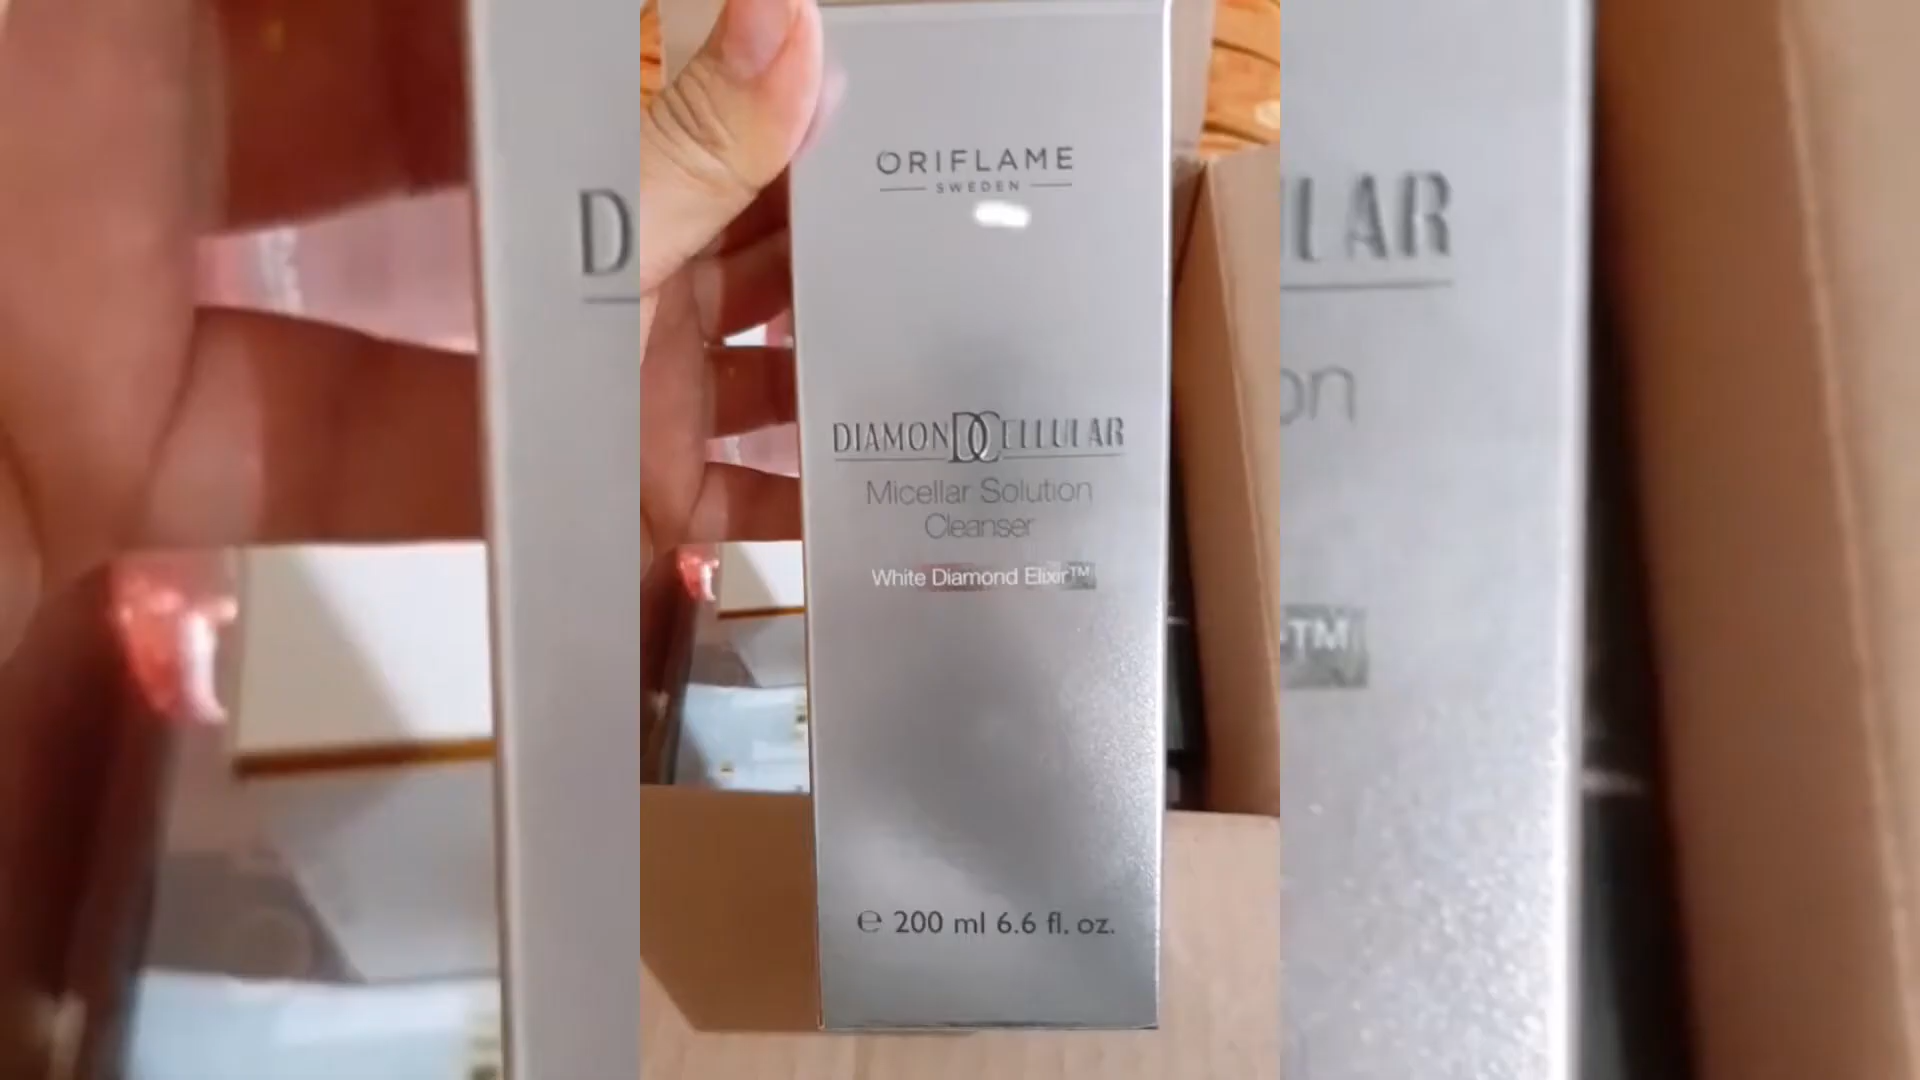 ORIFLAME
SWEDEN
DIAMOND CELLULAR
Micellar Solution
Cleanser
White Diamond Elixir™
℮ 200 ml 6.6 fl. oz.